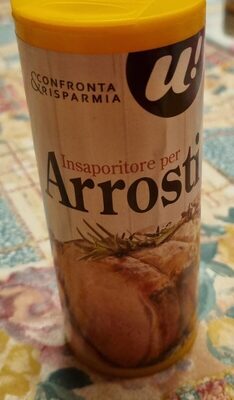 CONFRONTA
&RISPARMIA
u!
Insaporitore per
Arrosti